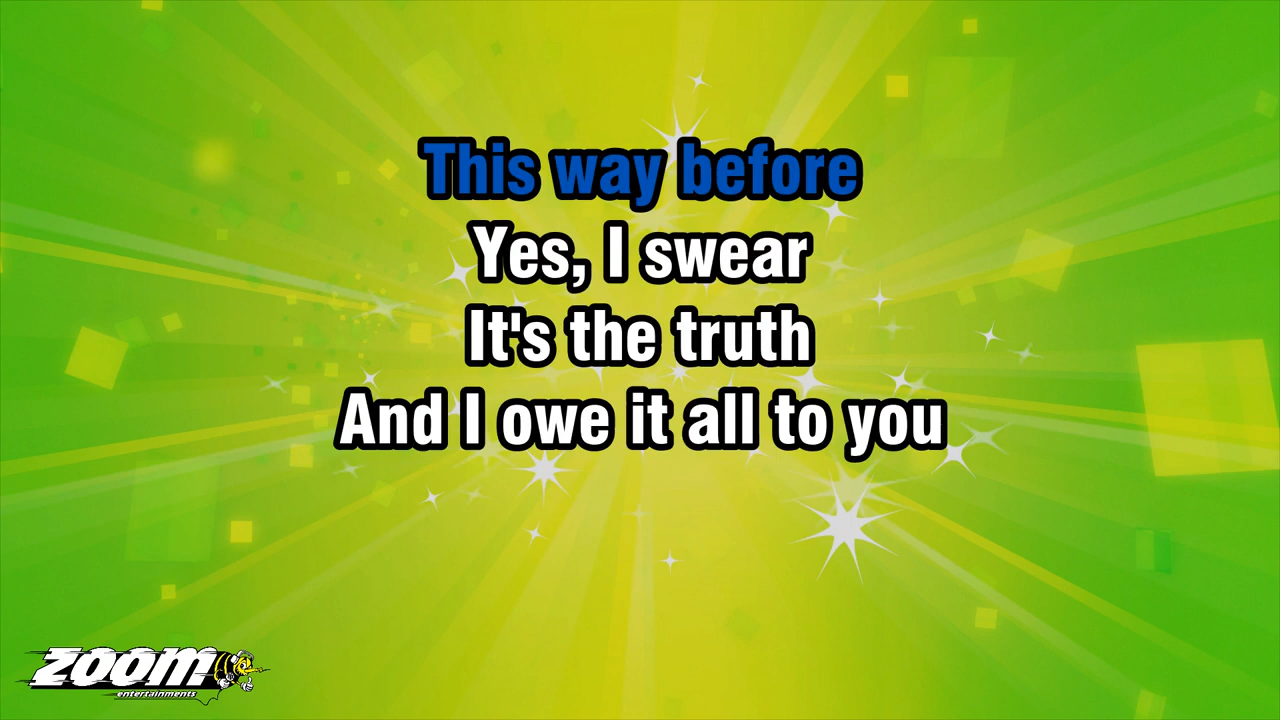 This way before
Yes, I swear
It's the truth
And I owe it all to you
zoom
entertainments